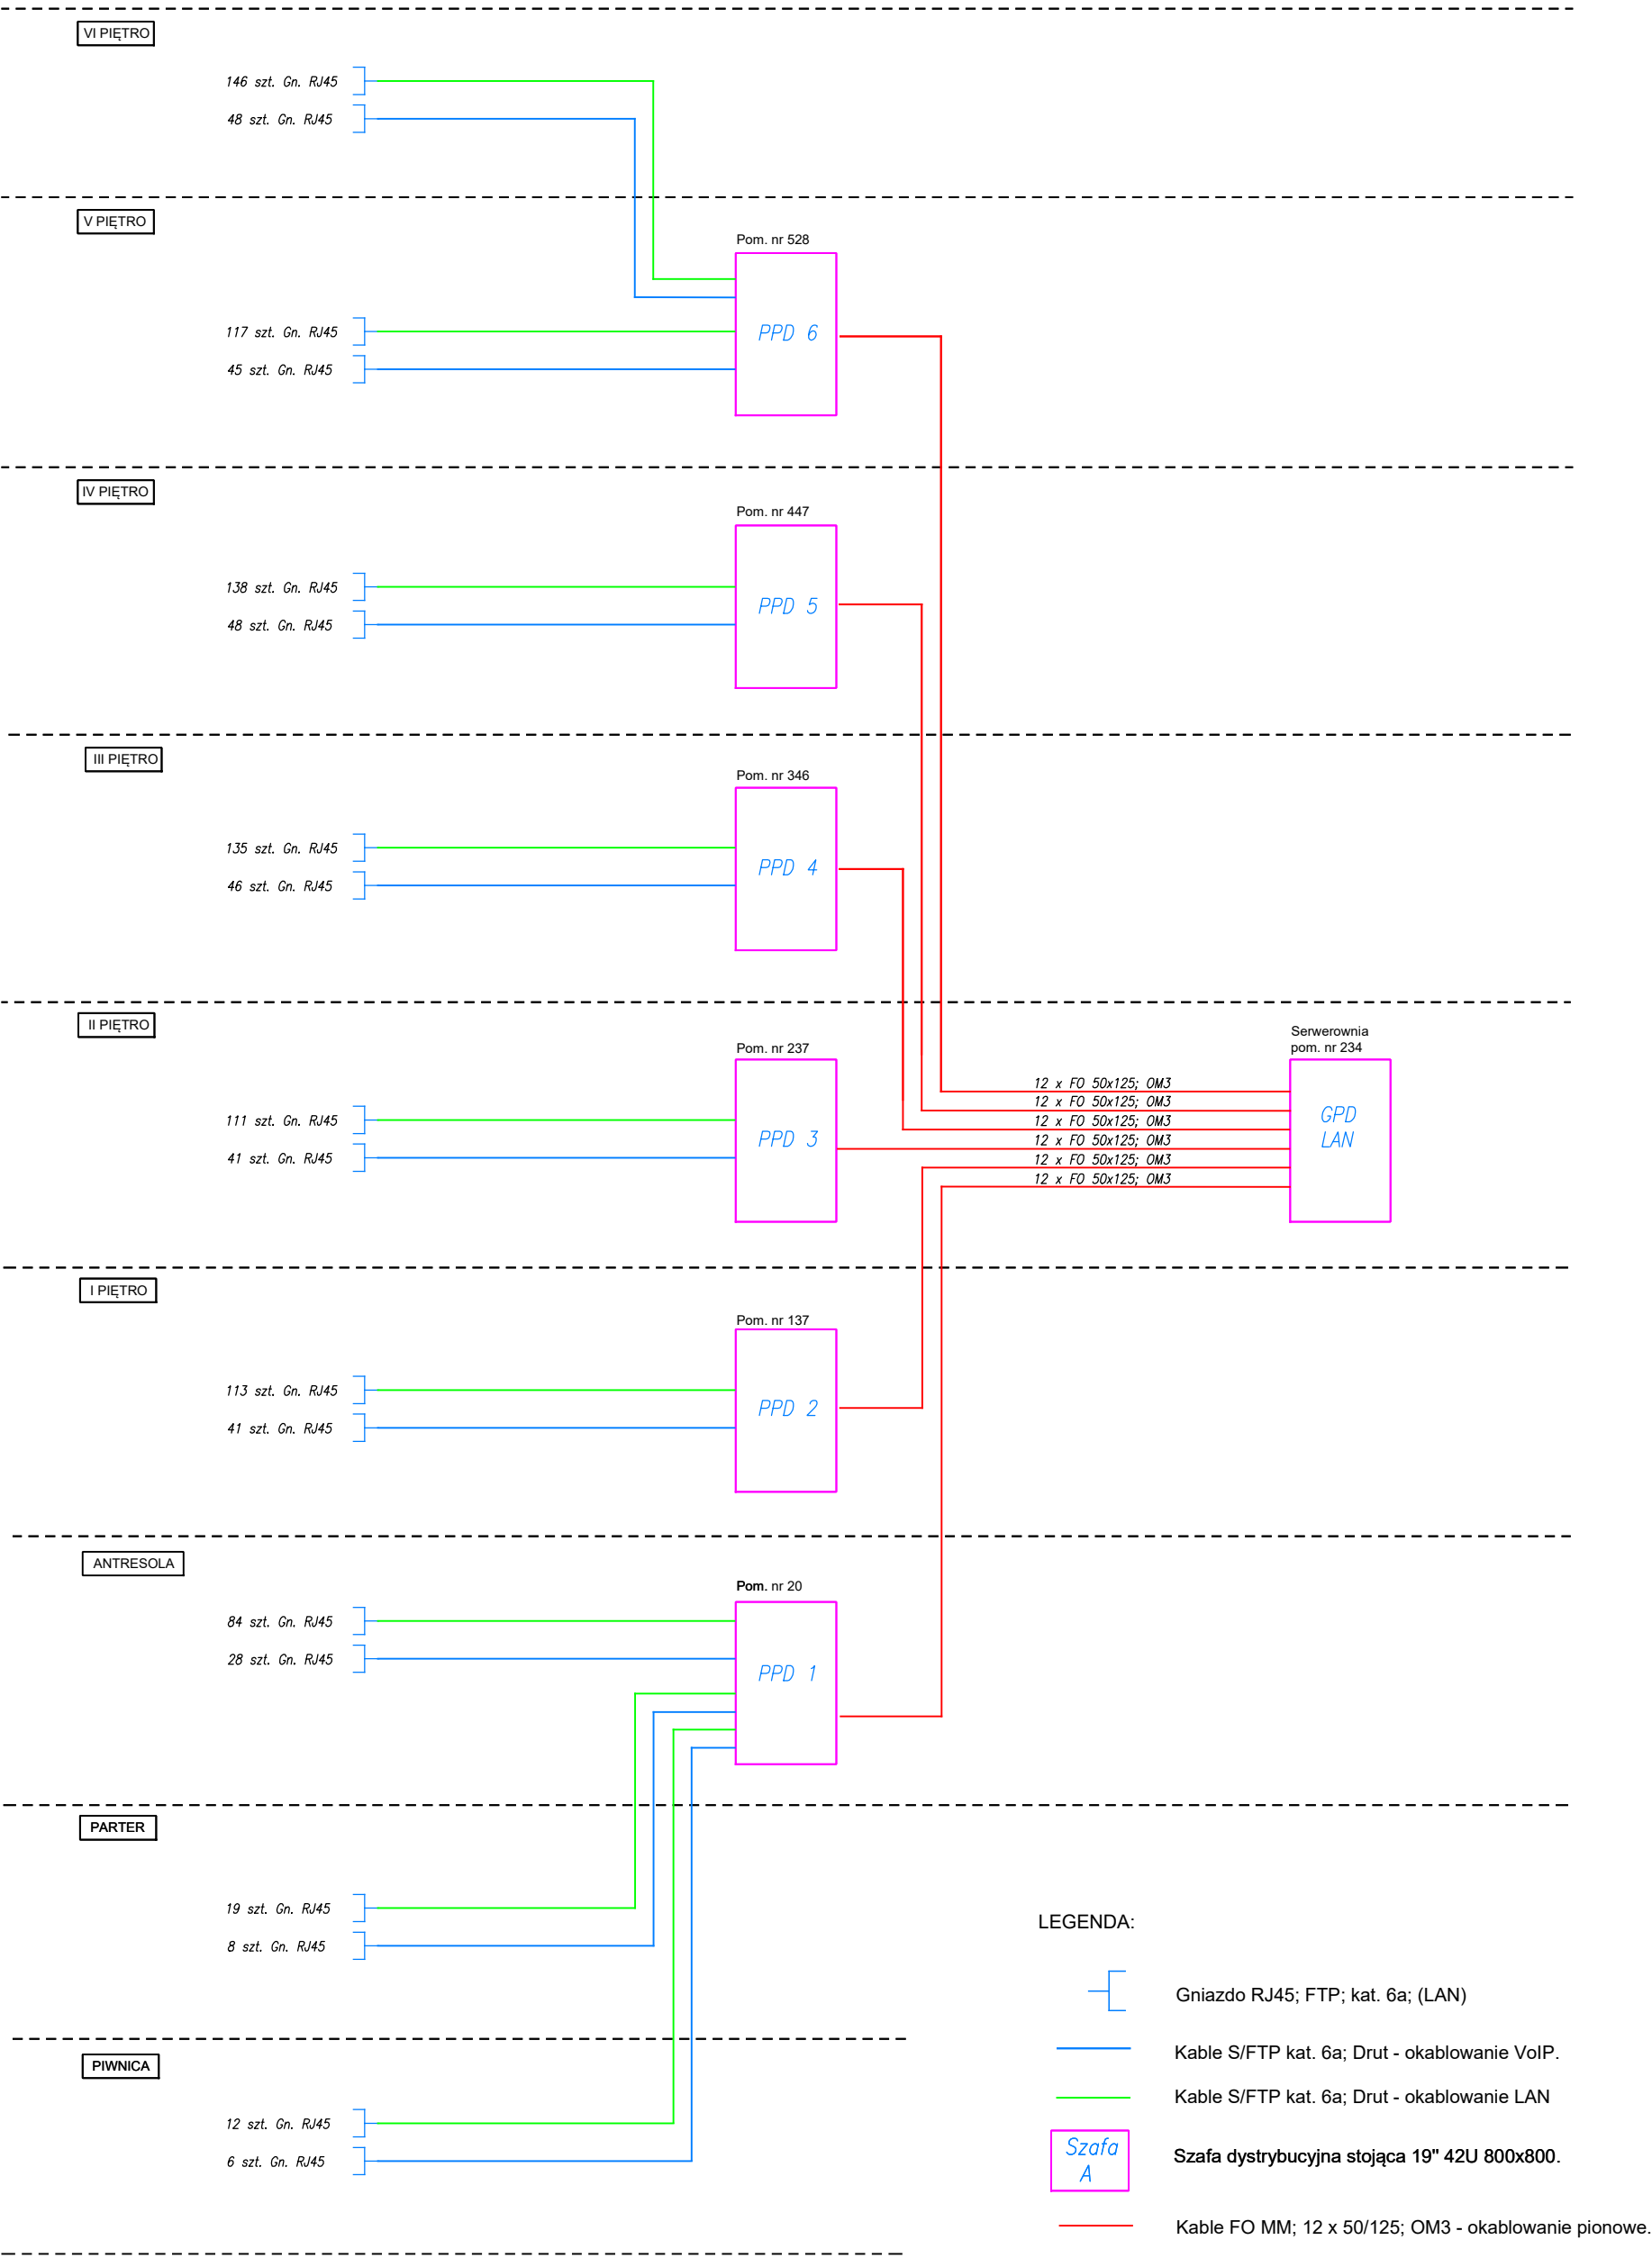 VI PIĘTRO
146 szt. Gn. RJ45
48 szt. Gn. RJ45
V PIĘTRO
Pom. nr 528
PPD 6
117 szt. Gn. RJ45
45 szt. Gn. RJ45
IV PIĘTRO
Pom. nr 447
138 szt. Gn. RJ45
PPD 5
48 szt. Gn. RJ45
III PIĘTRO
Pom. nr 346
135 szt. Gn. RJ45
PPD 4
46 szt. Gn. RJ45
II PIĘTRO
Serwerownia
pom. nr 234
Pom. nr 237
12 x FO 50x125; OM3
12 x FO 50x125; OM3
12 x FO 50x125; OM3
12 x FO 50x125; OM3
12 x FO 50x125; OM3
12 x FO 50x125; OM3
GPD
LAN
111 szt. Gn. RJ45
PPD 3
41 szt. Gn. RJ45
I PIĘTRO
Pom. nr 137
113 szt. Gn. RJ45
PPD 2
41 szt. Gn. RJ45
ANTRESOLA
Pom. nr 20
84 szt. Gn. RJ45
28 szt. Gn. RJ45
PPD 1
PARTER
19 szt. Gn. RJ45
8 szt. Gn. RJ45
PIWNICA
12 szt. Gn. RJ45
6 szt. Gn. RJ45
LEGENDA:
Gniazdo RJ45; FTP; kat. 6a; (LAN)
Kable S/FTP kat. 6a; Drut - okablowanie VoIP.
Kable S/FTP kat. 6a; Drut - okablowanie LAN
Szafa
A
Szafa dystrybucyjna stojąca 19" 42U 800x800.
Kable FO MM; 12 x 50/125; OM3 - okablowanie pionowe.